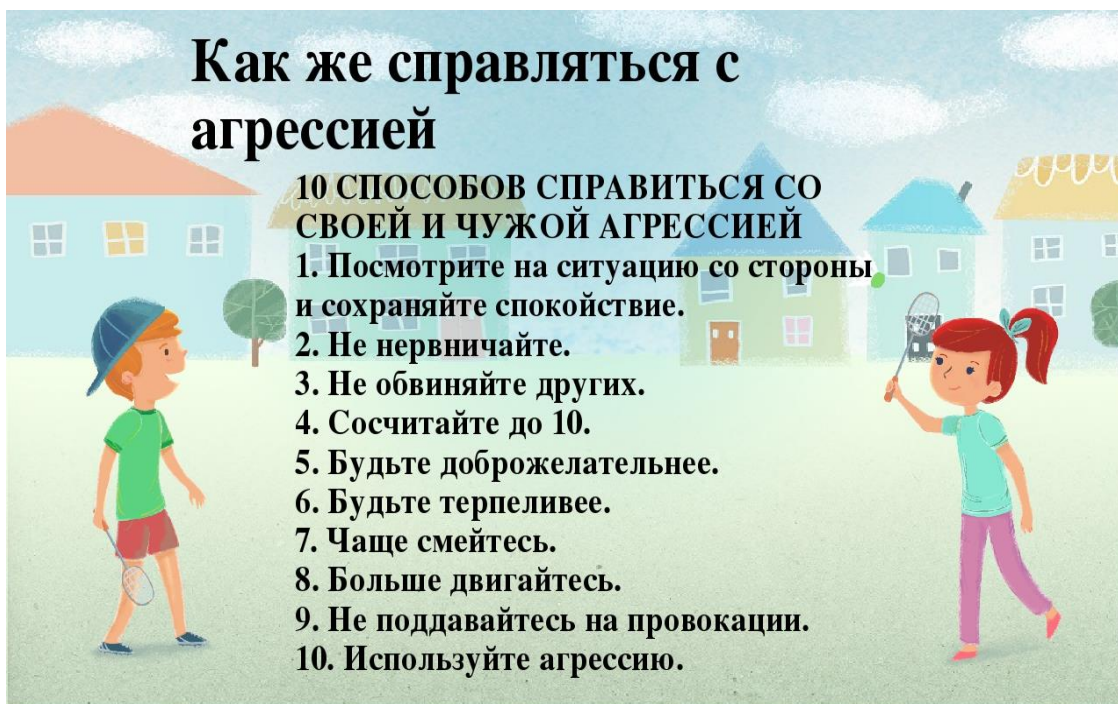 Как же справляться с
агрессией
10 СПОСОБОВ СПРАВИТЬСЯ СО
СВОЕЙ И ЧУЖОЙ АГРЕССИЕЙ
1. Посмотрите на ситуацию со стороны
и сохраняйте спокойствие.
2. Не нервничайте.
3. Не обвиняйте других.
4. Сосчитайте до 10.
5. Будьте доброжелательнее.
6. Будьте терпеливее.
7. Чаще смейтесь.
8. Больше двигайтесь.
9. Не поддавайтесь на провокации.
10. Используйте агрессию.